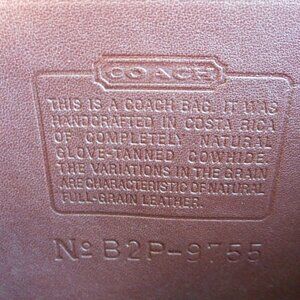 COACH
THIS IS A COACH BAG. IT WAS
HANDCRAFTED IN COSTA RICA
OF COMPLETELY NATURAL
GLOVE-TANNED COWHIDE.
THE VARIATIONS IN THE GRAIN
ARE CHARACTERISTIC OF NATURAL
FULL-GRAIN LEATHER.
No B2P-9755